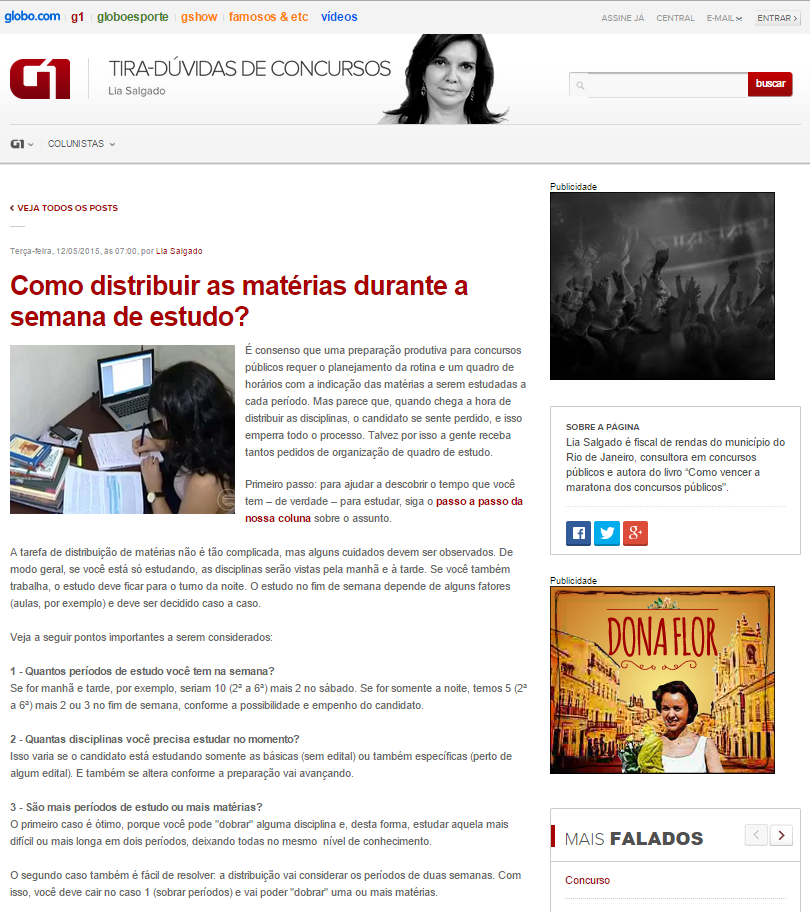 globo.com g1 globoesporte gshow famosos & etc vídeos
ASSINE JÁ CENTRAL E-MAIL ENTRAR
G1 TIRA-DÚVIDAS DE CONCURSOS
Lia Salgado
buscar
G1 COLUNISTAS
VEJA TODOS OS POSTS
Terça-feira, 12/05/2015, às 07:00, por Lia Salgado
Como distribuir as matérias durante a
semana de estudo?
É consenso que uma preparação produtiva para concursos
públicos requer o planejamento da rotina e um quadro de
horários com a indicação das matérias a serem estudadas a
cada período. Mas parece que, quando chega a hora de
distribuir as disciplinas, o candidato se sente perdido, e isso
emperra todo o processo. Talvez por isso a gente receba
tantos pedidos de organização de quadro de estudo.
Primeiro passo: para ajudar a descobrir o tempo que você
tem – de verdade – para estudar, siga o passo a passo da
nossa coluna sobre o assunto.
A tarefa de distribuição de matérias não é tão complicada, mas alguns cuidados devem ser observados. De
modo geral, se você está só estudando, as disciplinas serão vistas pela manhã e à tarde. Se você também
trabalha, o estudo deve ficar para o turno da noite. O estudo no fim de semana depende de alguns fatores
(aulas, por exemplo) e deve ser decidido caso a caso.
Veja a seguir pontos importantes a serem considerados:
1 - Quantos períodos de estudo você tem na semana?
Se for manhã e tarde, por exemplo, seriam 10 (2ª a 6ª) mais 2 no sábado. Se for somente a noite, temos 5 (2ª
a 6ª) mais 2 ou 3 no fim de semana, conforme a possibilidade e empenho do candidato.
2 - Quantas disciplinas você precisa estudar no momento?
Isso varia se o candidato está estudando somente as básicas (sem edital) ou também específicas (perto de
algum edital). E também se altera conforme a preparação vai avançando.
3 - São mais períodos de estudo ou mais matérias?
O primeiro caso é ótimo, porque você pode "dobrar" alguma disciplina e, desta forma, estudar aquela mais
difícil ou mais longa em dois períodos, deixando todas no mesmo nível de conhecimento.
O segundo caso também é fácil de resolver: a distribuição vai considerar os períodos de duas semanas. Com
isso, você deve cair no caso 1 (sobrar períodos) e vai poder "dobrar" uma ou mais matérias.
Publicidade
SOBRE A PÁGINA
Lia Salgado é fiscal de rendas do município do
Rio de Janeiro, consultora em concursos
públicos e autora do livro “Como vencer a
maratona dos concursos públicos”.
Publicidade
DONA FLOR
MAIS FALADOS
Concurso